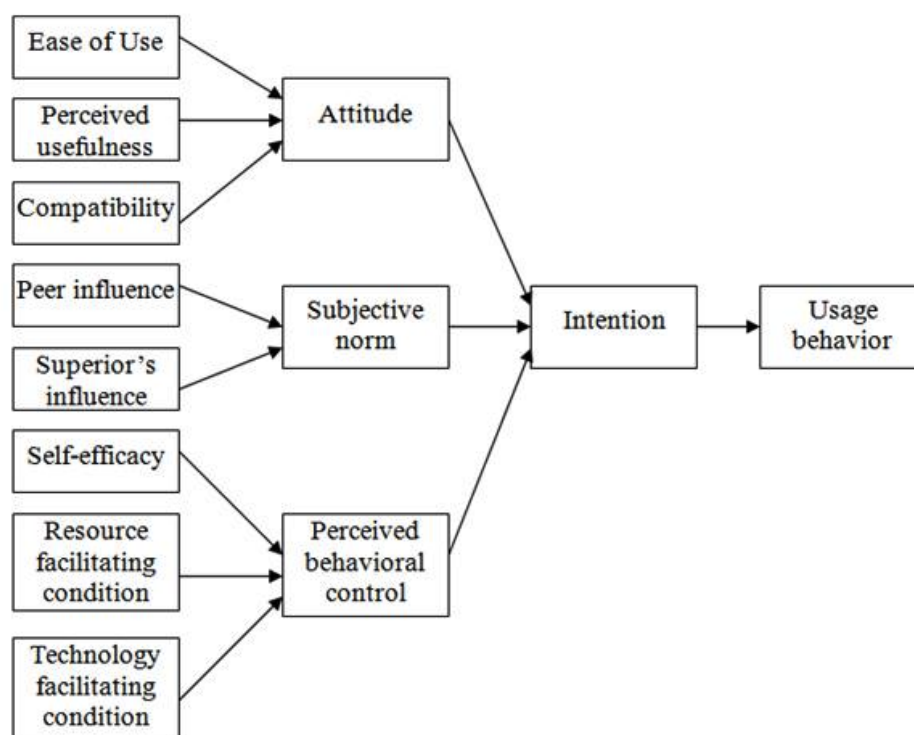 Ease of Use
Perceived
usefulness
Compatibility
Peer influence
Superior's
influence
Self-efficacy
Resource
facilitating
condition
Technology
facilitating
condition
Attitude
Subjective
norm
Perceived
behavioral
control
Intention
Usage
behavior